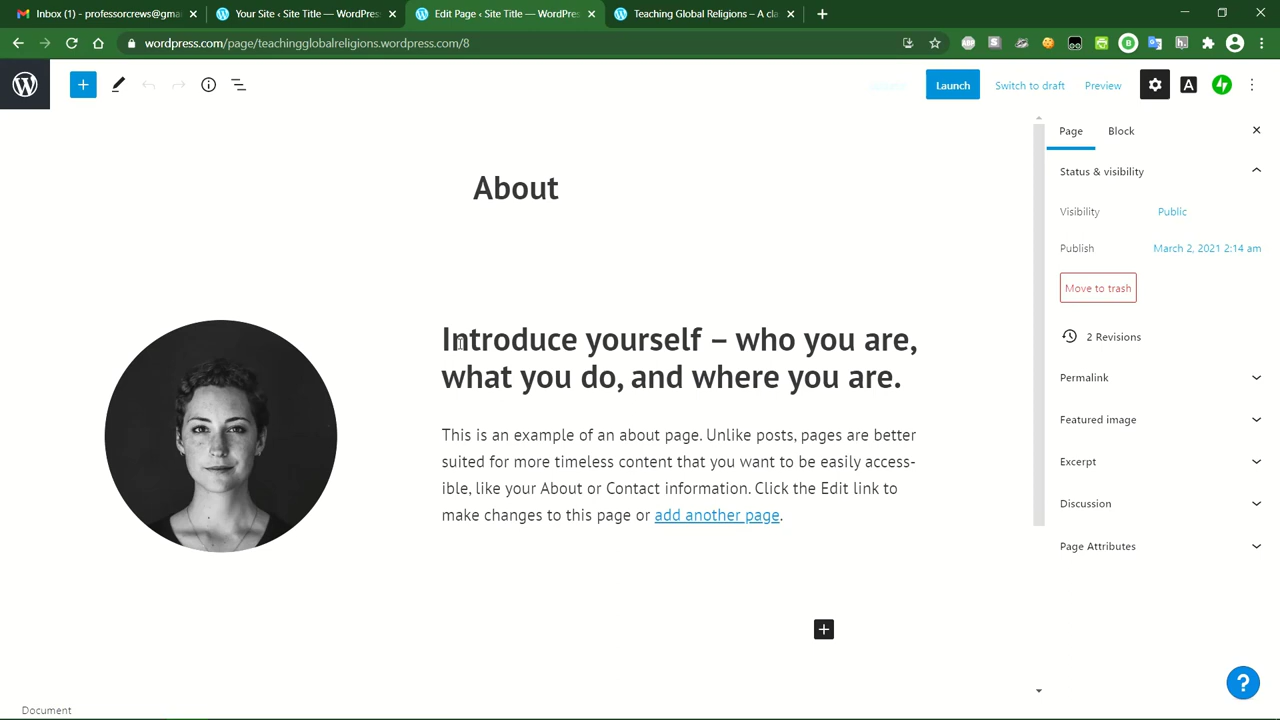 Inbox (1) - professorcrews@gmai
Your Site ‹ Site Title — WordPress
Edit Page ‹ Site Title — WordPress
Teaching Global Religions – A cla
wordpress.com/page/teachingglobalreligions.wordpress.com/8
Launch
Switch to draft
Preview
Page
Block
About
Status & visibility
Visibility
Public
Publish
March 2, 2021 2:14 am
Move to trash
2 Revisions
Permalink
Featured image
Excerpt
Discussion
Page Attributes
Introduce yourself – who you are,
what you do, and where you are.
This is an example of an about page. Unlike posts, pages are better
suited for more timeless content that you want to be easily access-
ible, like your About or Contact information. Click the Edit link to
make changes to this page or add another page.
Document